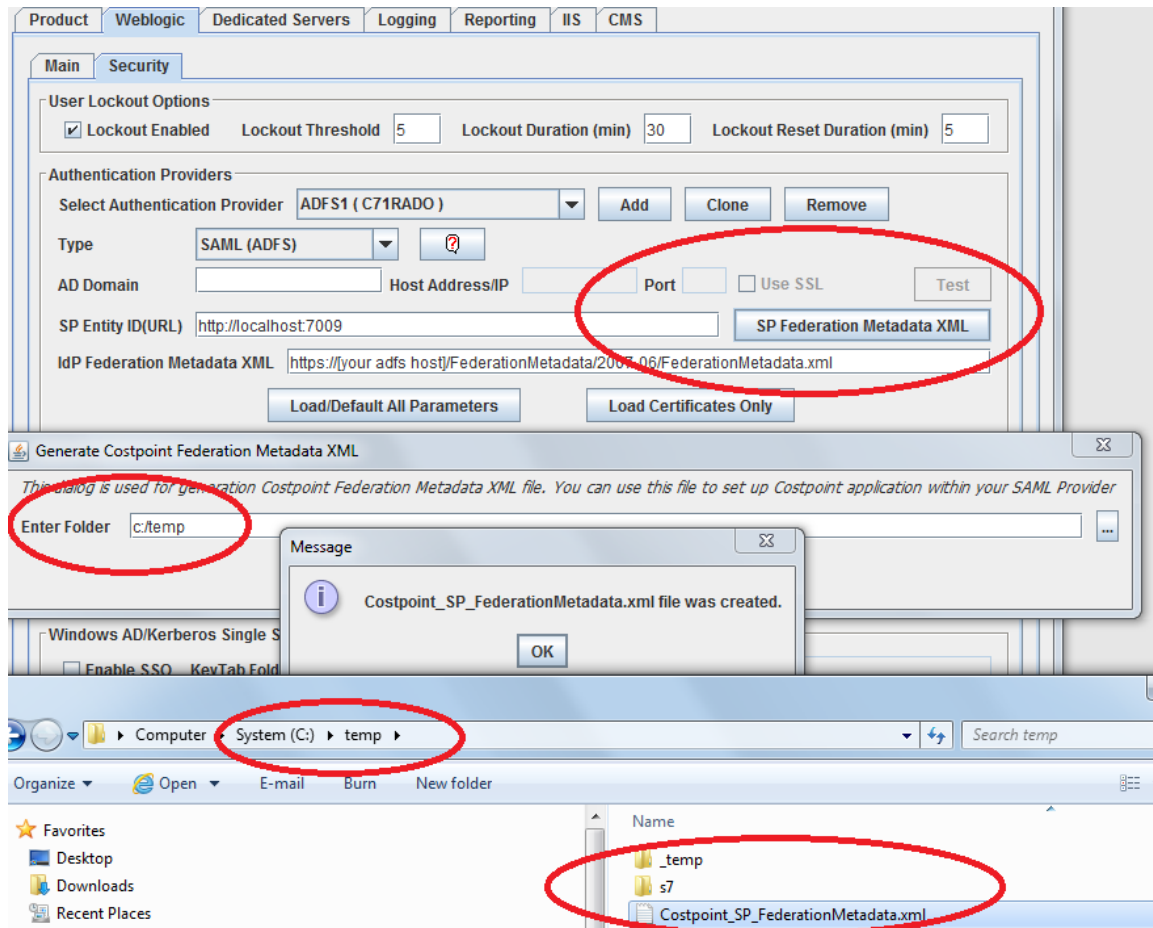 Product Weblogic Dedicated Servers Logging Reporting IIS CMS
Main Security
User Lockout Options
Lockout Enabled Lockout Threshold 5 Lockout Duration (min) 30 Lockout Reset Duration (min) 5
Authentication Providers
Select Authentication Provider ADFS1 ( C71RADO ) Add Clone Remove
Type SAML (ADFS)
AD Domain Host Address/IP Port Use SSL Test
SP Entity ID(URL) http://localhost:7009 SP Federation Metadata XML
IdP Federation Metadata XML https://[your adfs host]/FederationMetadata/2007-06/FederationMetadata.xml
Load/Default All Parameters Load Certificates Only
Generate Costpoint Federation Metadata XML
This dialog is used for generation Costpoint Federation Metadata XML file. You can use this file to set up Costpoint application within your SAML Provider
Enter Folder c:/temp ...
Message
Costpoint_SP_FederationMetadata.xml file was created.
OK
Windows AD/Kerberos Single S
Enable SSO KeyTab Fold
Computer System (C:) temp Search temp
Organize Open E-mail Burn New folder
Favorites Name
Desktop _temp
Downloads s7
Recent Places Costpoint_SP_FederationMetadata.xml